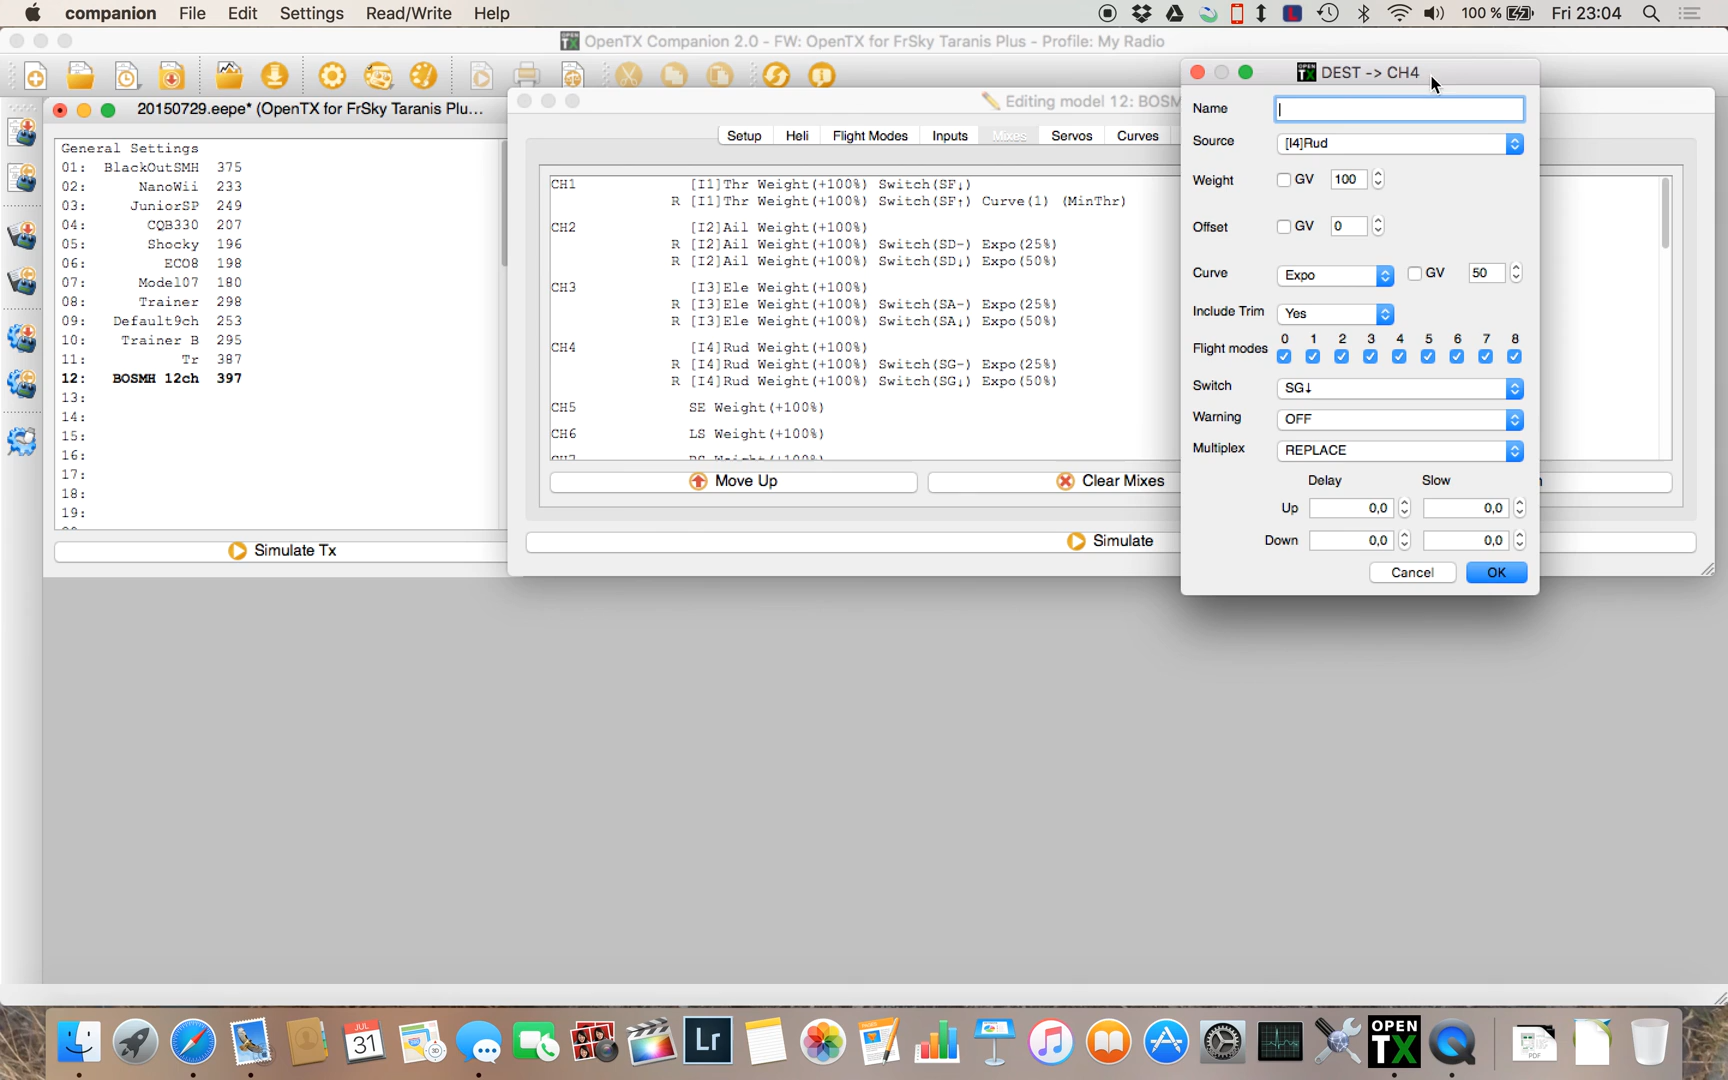 companion File Edit Settings Read/Write Help 100 % Fri 23:04
OPEN TX OpenTX Companion 2.0 - FW: OpenTX for FrSky Taranis Plus - Profile: My Radio
20150729.eepe* (OpenTX for FrSky Taranis Plu...
General Settings
01: BlackOutSMH 375
02: NanoWii 233
03: JuniorSP 249
04: CQB330 207
05: Shocky 196
06: ECO8 198
07: Model07 180
08: Trainer 298
09: Default9ch 253
10: Trainer B 295
11: Tr 387
12: BOSMH 12ch 397
13:
14:
15:
16:
17:
18:
19:
Simulate Tx
Editing model 12: BOSM
Setup Heli Flight Modes Inputs Mixes Servos Curves
CH1 [I1]Thr Weight(+100%) Switch(SF↓)
R [I1]Thr Weight(+100%) Switch(SF↑) Curve(1) (MinThr)
CH2 [I2]Ail Weight(+100%)
R [I2]Ail Weight(+100%) Switch(SD-) Expo(25%)
R [I2]Ail Weight(+100%) Switch(SD↓) Expo(50%)
CH3 [I3]Ele Weight(+100%)
R [I3]Ele Weight(+100%) Switch(SA-) Expo(25%)
R [I3]Ele Weight(+100%) Switch(SA↓) Expo(50%)
CH4 [I4]Rud Weight(+100%)
R [I4]Rud Weight(+100%) Switch(SG-) Expo(25%)
R [I4]Rud Weight(+100%) Switch(SG↓) Expo(50%)
CH5 SE Weight(+100%)
CH6 LS Weight(+100%)
Move Up Clear Mixes
Simulate
OPEN TX DEST -> CH4
Name
Source [I4]Rud
Weight GV 100
Offset GV 0
Curve Expo GV 50
Include Trim Yes
0 1 2 3 4 5 6 7 8
Flight modes
Switch SG↓
Warning OFF
Multiplex REPLACE
Delay Slow
Up 0,0 0,0
Down 0,0 0,0
Cancel OK
JUL
31
Lr
OPEN
TX
PDF